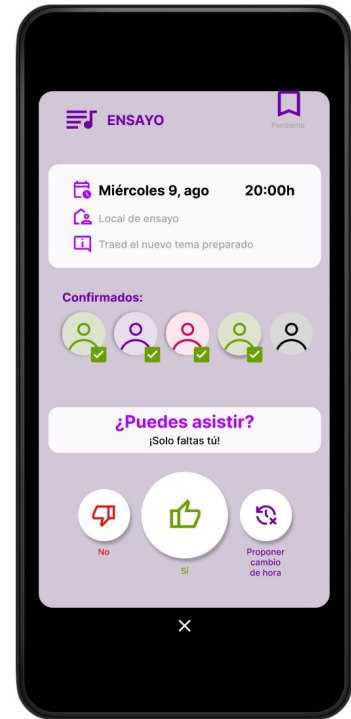 ENSAYO
Pendiente
Miércoles 9, ago 20:00h
Local de ensayo
Traed el nuevo tema preparado
Confirmados:
¿Puedes asistir?
¡Solo faltas tú!
No
Sí
Proponer
cambio
de hora